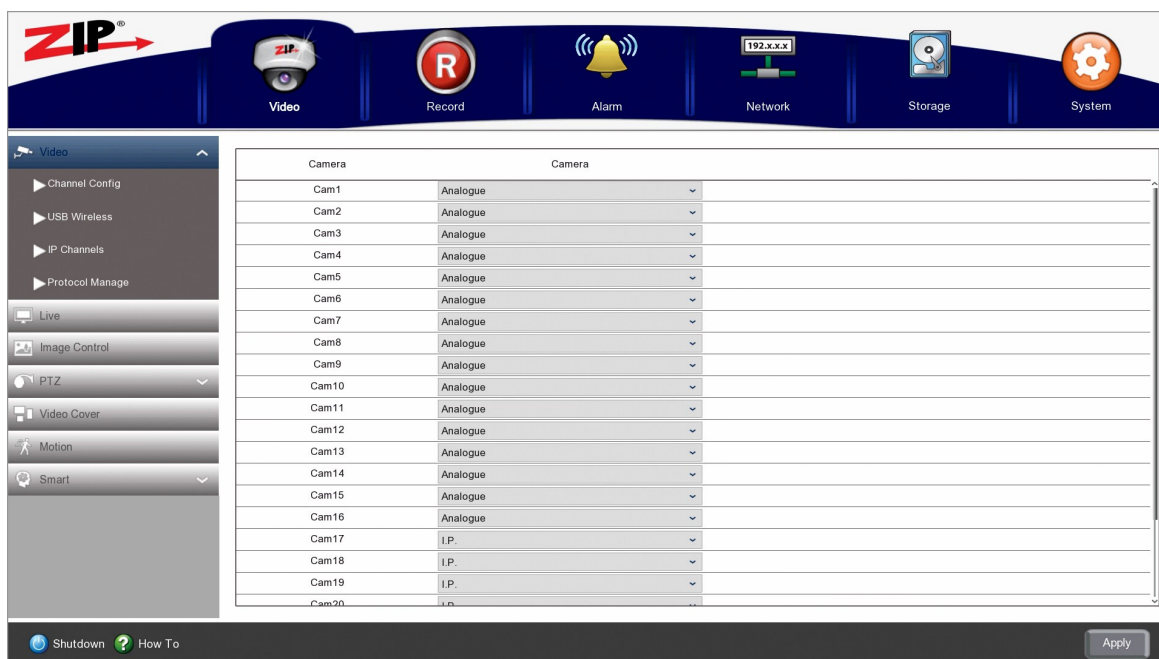 ZIP®
ZIP
R
192.x.x.x
Video
Record
Alarm
Network
Storage
System
Video
Channel Config
USB Wireless
IP Channels
Protocol Manage
Live
Image Control
PTZ
Video Cover
Motion
Smart
Camera Camera
Cam1 Analogue
Cam2 Analogue
Cam3 Analogue
Cam4 Analogue
Cam5 Analogue
Cam6 Analogue
Cam7 Analogue
Cam8 Analogue
Cam9 Analogue
Cam10 Analogue
Cam11 Analogue
Cam12 Analogue
Cam13 Analogue
Cam14 Analogue
Cam15 Analogue
Cam16 Analogue
Cam17 I.P.
Cam18 I.P.
Cam19 I.P.
Cam20 I.P.
Shutdown How To
Apply